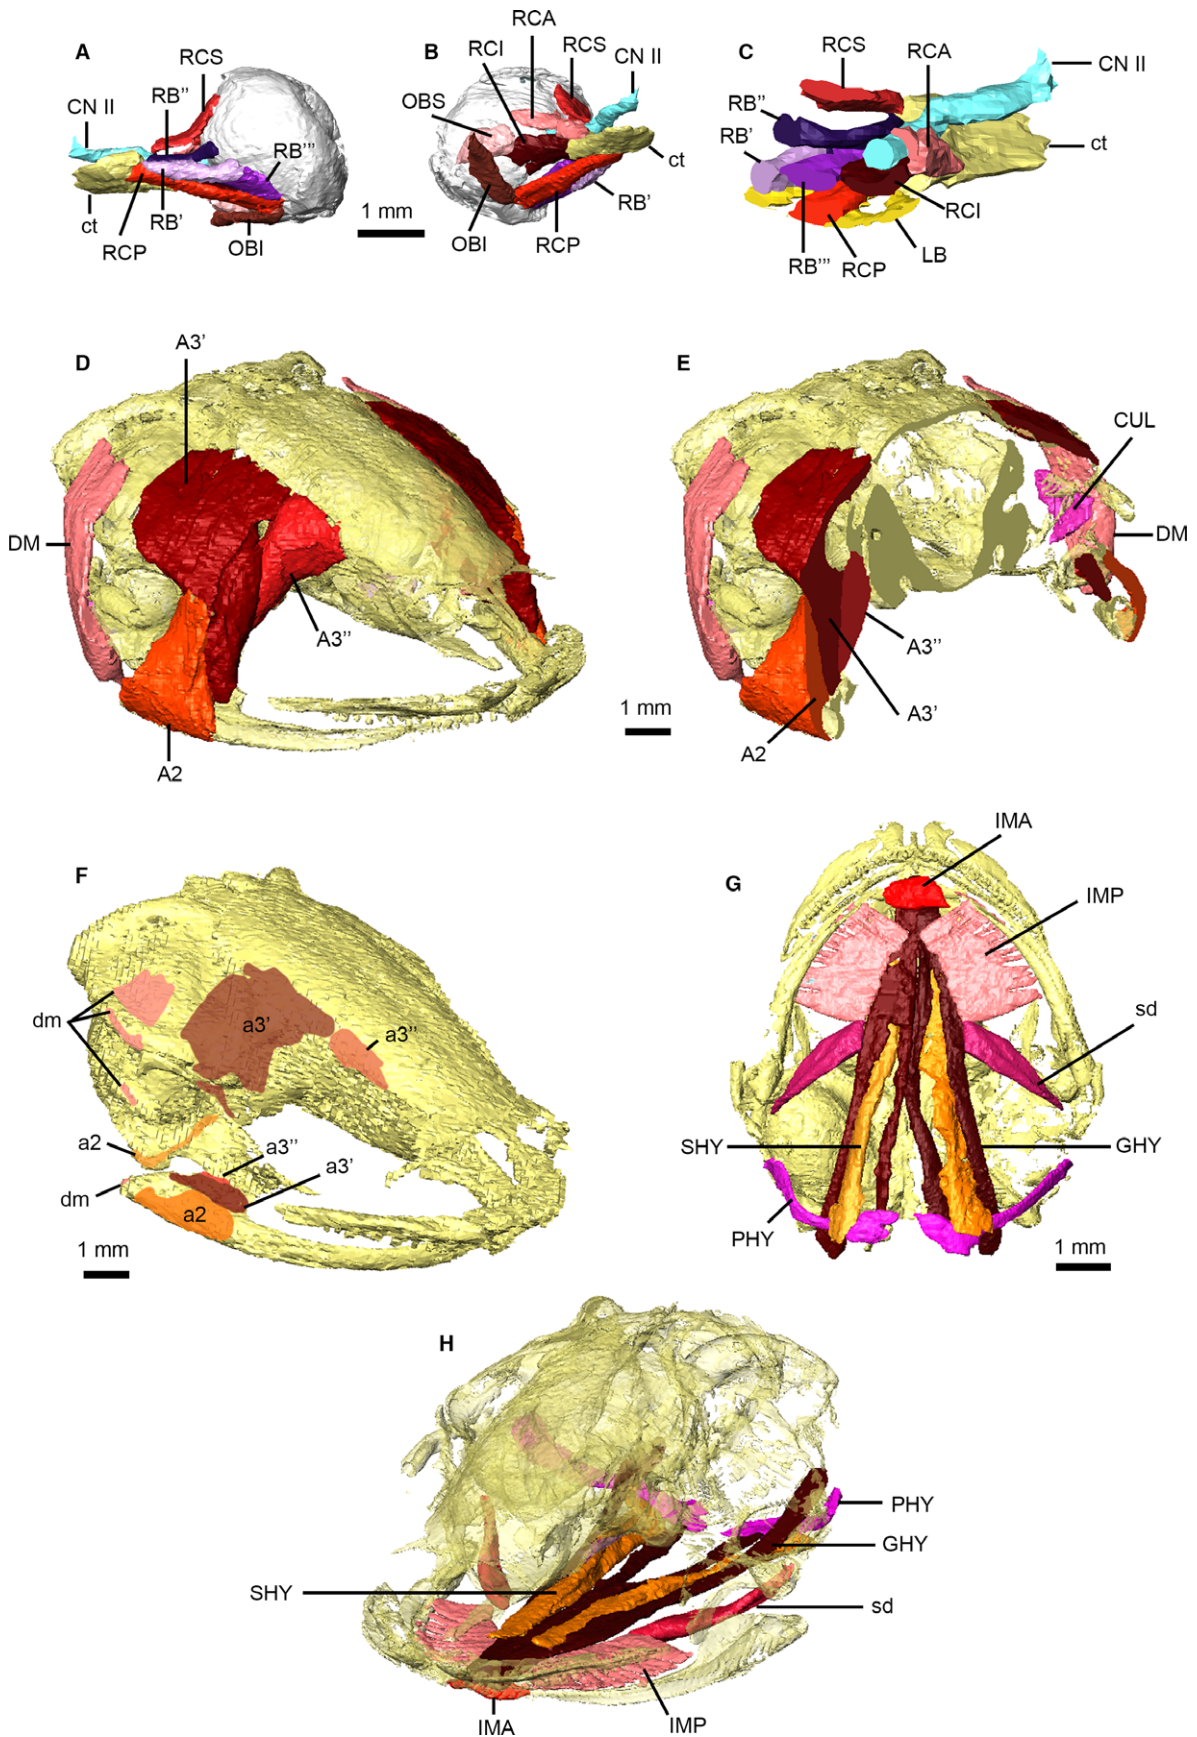 A
RCS
RB’’
CN II
RB’’’
ct
RB’
RCP
OBI
1 mm
B
RCA
RCI
RCS
CN II
OBS
ct
RB’
OBI
RCP
C
RCS
RCA
CN II
RB’’
RB’
ct
RCI
LB
RB’’’
RCP
D
A3’
DM
A3’’
A2
1 mm
E
CUL
DM
A3’’
A3’
A2
F
dm
a3’
a3’’
a2
a3’’
a3’
dm
a2
1 mm
G
IMA
IMP
sd
SHY
GHY
PHY
1 mm
H
PHY
GHY
SHY
sd
IMA
IMP